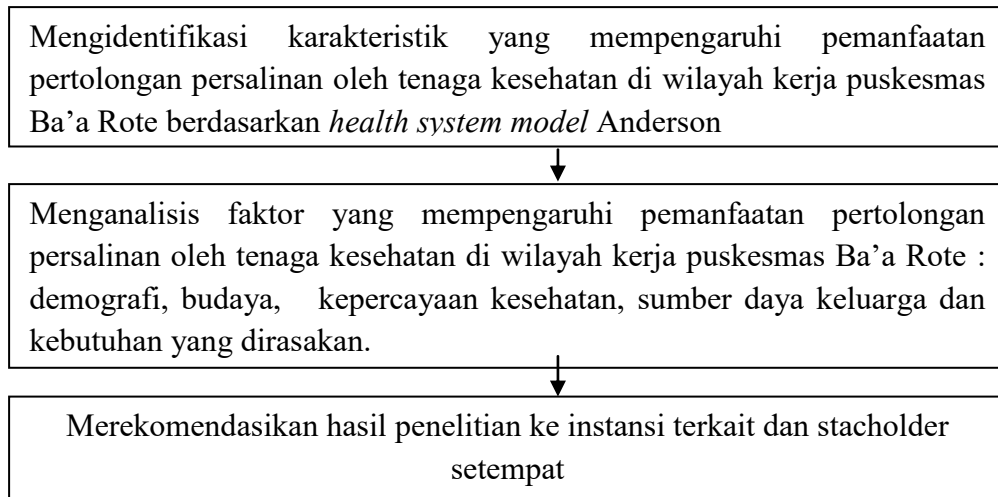 Mengidentifikasi karakteristik yang mempengaruhi pemanfaatan
pertolongan persalinan oleh tenaga kesehatan di wilayah kerja puskesmas
Ba’a Rote berdasarkan health system model Anderson
Menganalisis faktor yang mempengaruhi pemanfaatan pertolongan
persalinan oleh tenaga kesehatan di wilayah kerja puskesmas Ba’a Rote :
demografi, budaya, kepercayaan kesehatan, sumber daya keluarga dan
kebutuhan yang dirasakan.
Merekomendasikan hasil penelitian ke instansi terkait dan stacholder
setempat